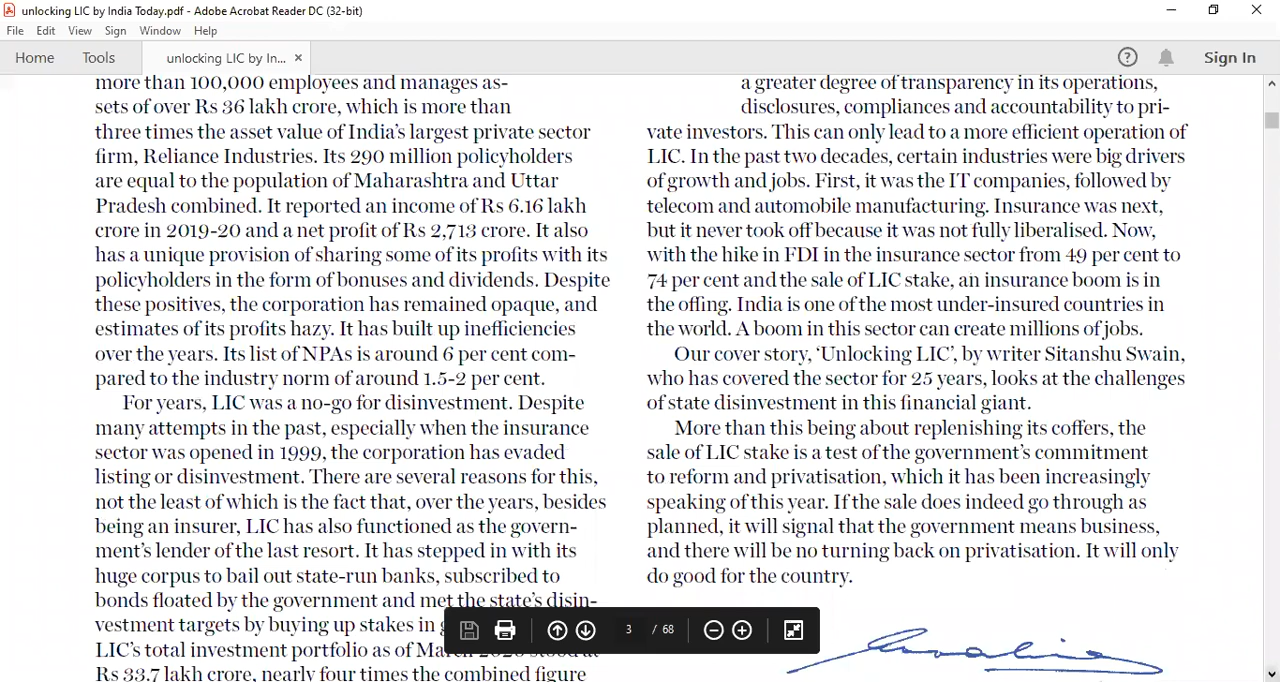 unlocking LIC by India Today.pdf - Adobe Acrobat Reader DC (32-bit)
File Edit View Sign Window Help
Home Tools unlocking LIC by In... × Sign In
more than 100,000 employees and manages as-
sets of over Rs 36 lakh crore, which is more than
three times the asset value of India's largest private sector
firm, Reliance Industries. Its 290 million policyholders
are equal to the population of Maharashtra and Uttar
Pradesh combined. It reported an income of Rs 6.16 lakh
crore in 2019-20 and a net profit of Rs 2,713 crore. It also
has a unique provision of sharing some of its profits with its
policyholders in the form of bonuses and dividends. Despite
these positives, the corporation has remained opaque, and
estimates of its profits hazy. It has built up inefficiencies
over the years. Its list of NPAs is around 6 per cent com-
pared to the industry norm of around 1.5-2 per cent.
For years, LIC was a no-go for disinvestment. Despite
many attempts in the past, especially when the insurance
sector was opened in 1999, the corporation has evaded
listing or disinvestment. There are several reasons for this,
not the least of which is the fact that, over the years, besides
being an insurer, LIC has also functioned as the govern-
ment's lender of the last resort. It has stepped in with its
huge corpus to bail out state-run banks, subscribed to
bonds floated by the government and met the state's disin-
vestment targets by buying up stakes in
LIC's total investment portfolio as of March 2020 stood at
Rs 33.7 lakh crore, nearly four times the combined figure
a greater degree of transparency in its operations,
disclosures, compliances and accountability to pri-
vate investors. This can only lead to a more efficient operation of
LIC. In the past two decades, certain industries were big drivers
of growth and jobs. First, it was the IT companies, followed by
telecom and automobile manufacturing. Insurance was next,
but it never took off because it was not fully liberalised. Now,
with the hike in FDI in the insurance sector from 49 per cent to
74 per cent and the sale of LIC stake, an insurance boom is in
the offing. India is one of the most under-insured countries in
the world. A boom in this sector can create millions of jobs.
Our cover story, 'Unlocking LIC', by writer Sitanshu Swain,
who has covered the sector for 25 years, looks at the challenges
of state disinvestment in this financial giant.
More than this being about replenishing its coffers, the
sale of LIC stake is a test of the government's commitment
to reform and privatisation, which it has been increasingly
speaking of this year. If the sale does indeed go through as
planned, it will signal that the government means business,
and there will be no turning back on privatisation. It will only
do good for the country.
3 / 68